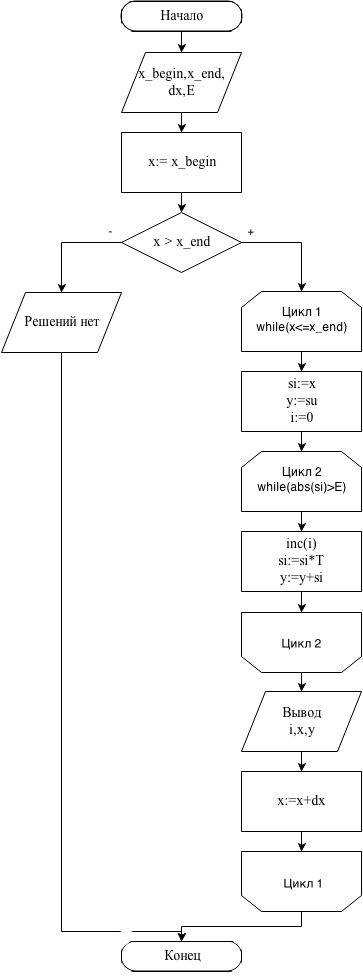 Начало
x_begin,x_end,
dx,E
x:= x_begin
x > x_end
-
+
Решений нет
Цикл 1
while(x<=x_end)
si:=x
y:=su
i:=0
Цикл 2
while(abs(si)>E)
inc(i)
si:=si*T
y:=y+si
Цикл 2
Вывод
i,x,y
x:=x+dx
Цикл 1
Конец